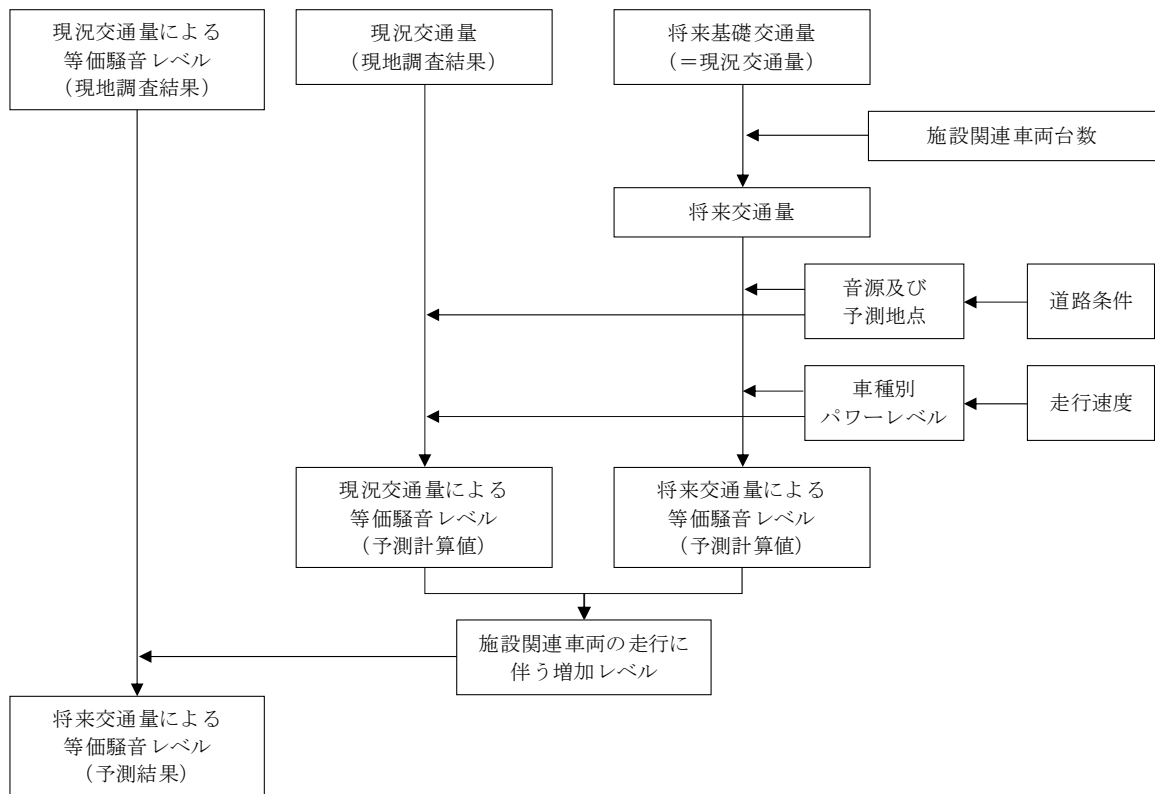 現況交通量による
等価騒音レベル
（現地調査結果）
現況交通量
（現地調査結果）
将来基礎交通量
（＝現況交通量）
施設関連車両台数
将来交通量
音源及び
予測地点
道路条件
車種別
パワーレベル
走行速度
現況交通量による
等価騒音レベル
（予測計算値）
将来交通量による
等価騒音レベル
（予測計算値）
施設関連車両の走行に
伴う増加レベル
将来交通量による
等価騒音レベル
（予測結果）